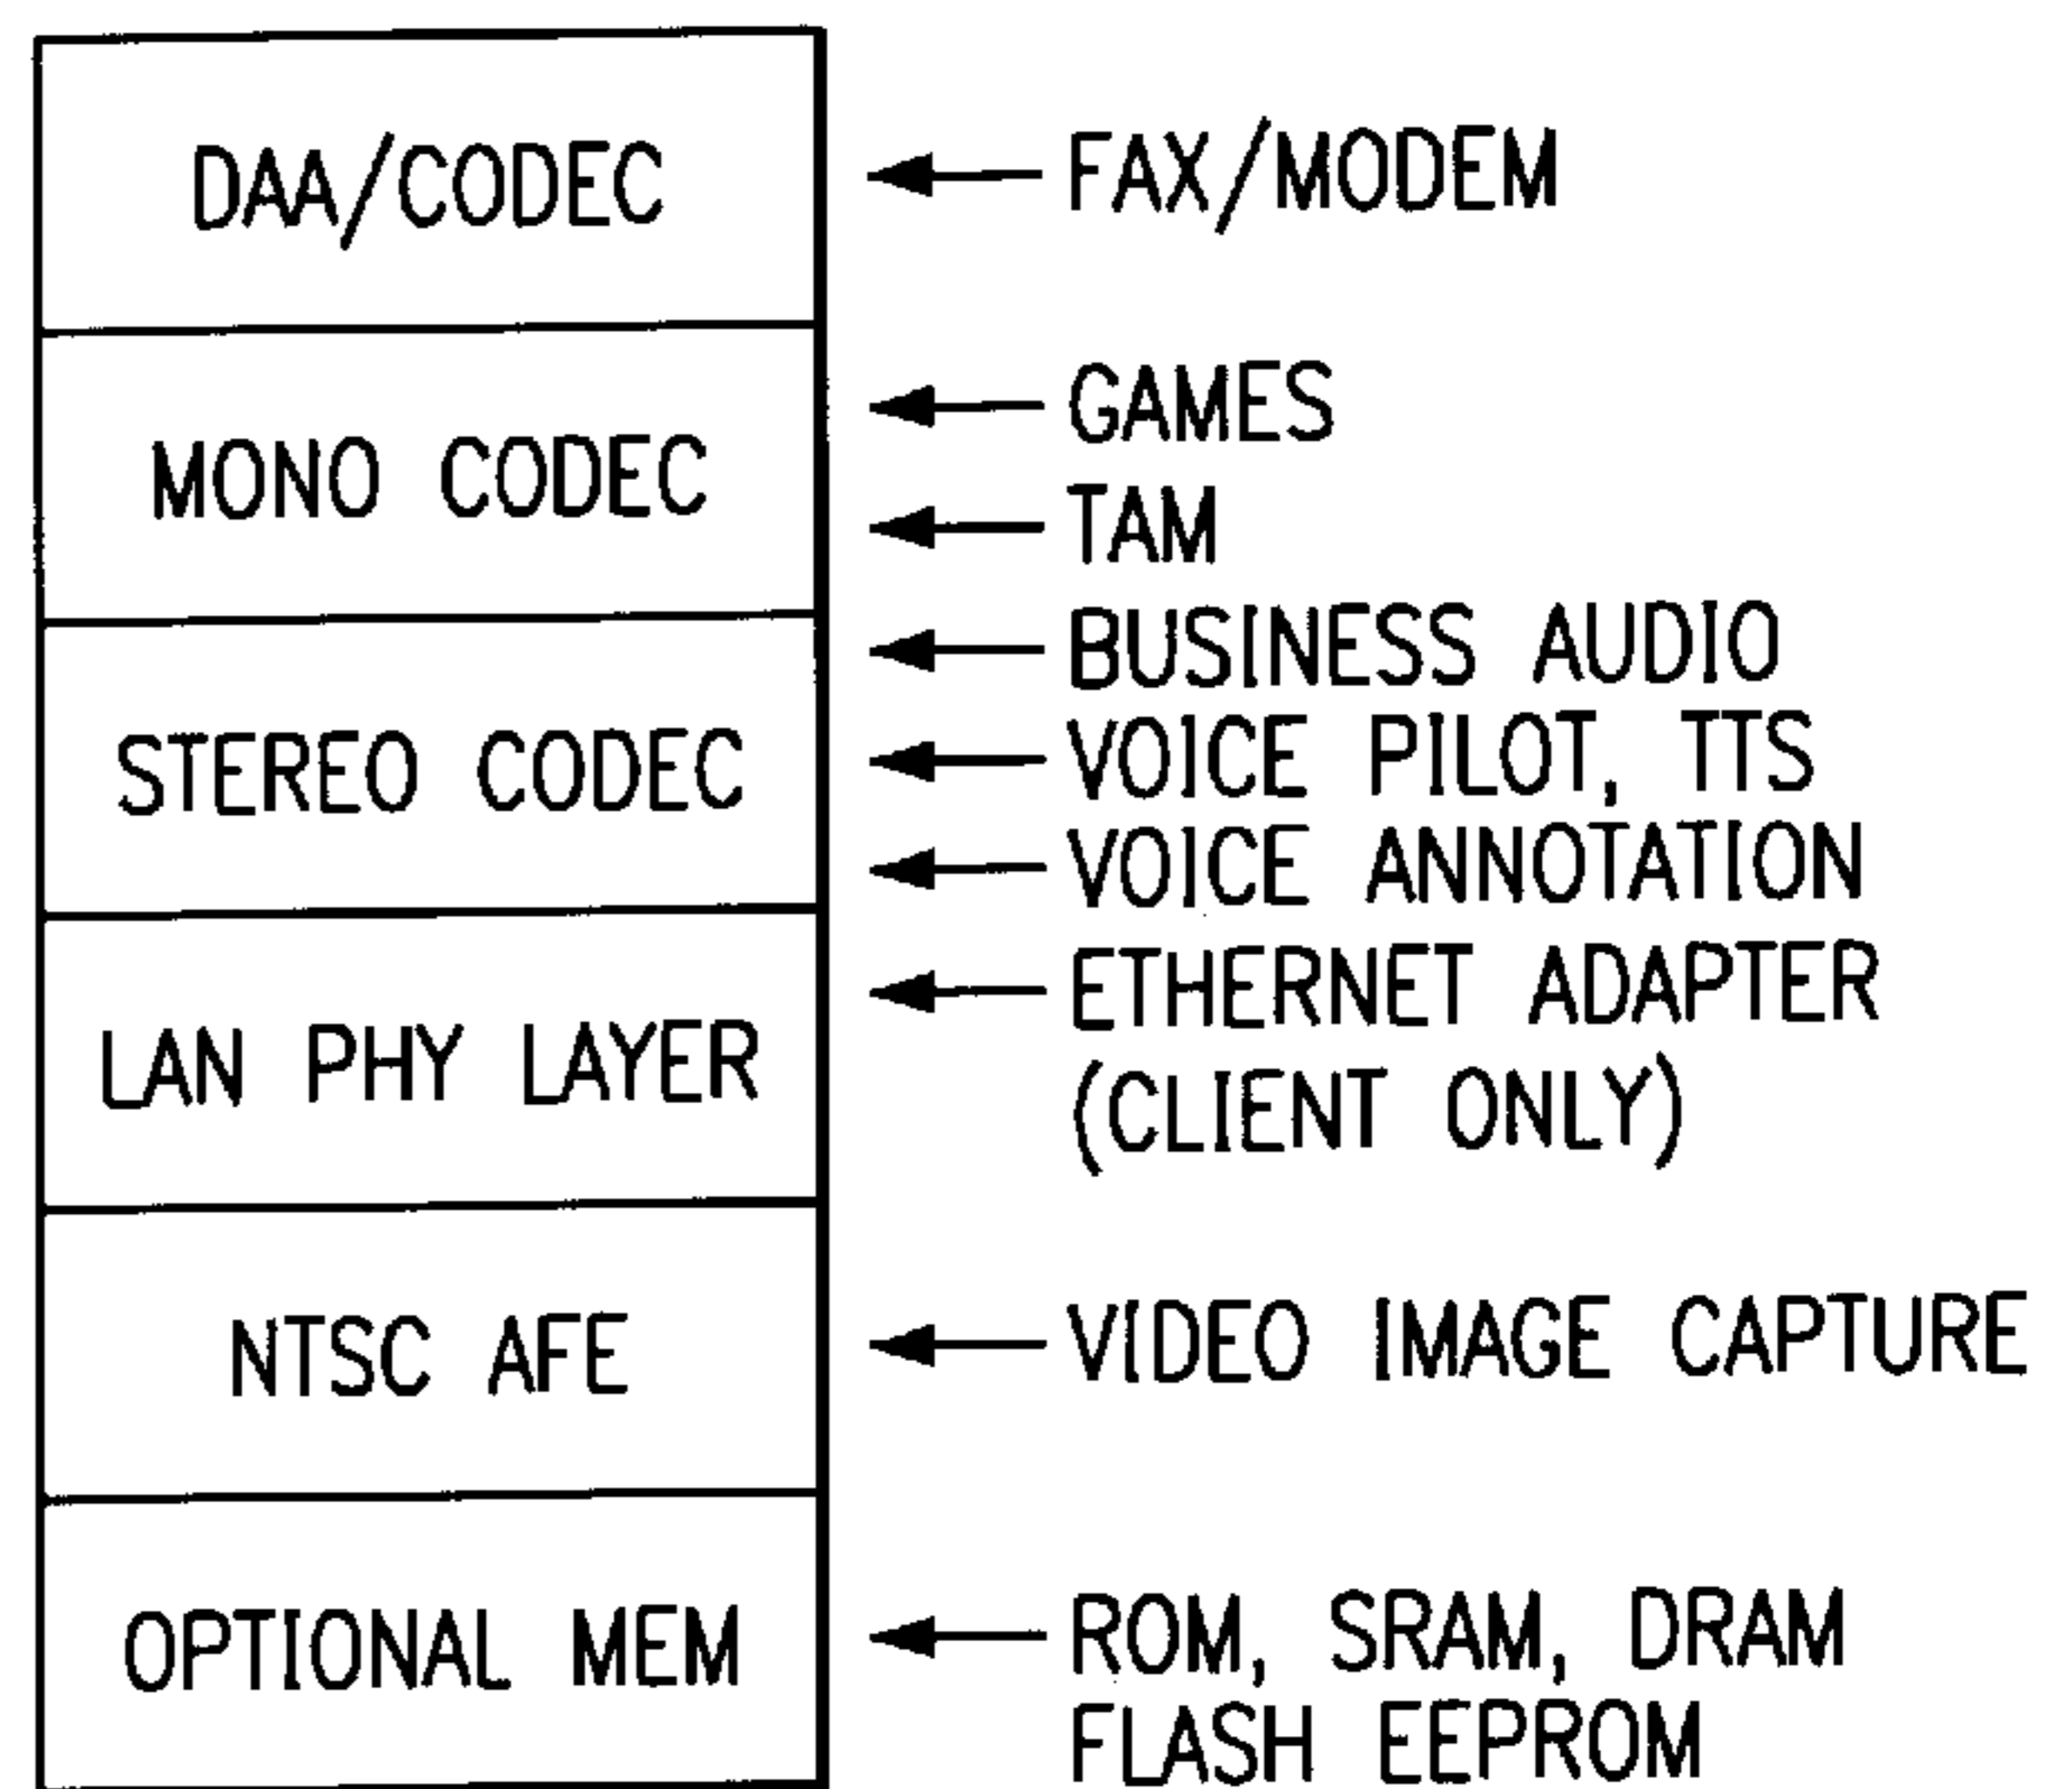 DAA/CODEC
FAX/MODEM
MONO CODEC
GAMES
TAM
STEREO CODEC
BUSINESS AUDIO
VOICE PILOT, TTS
VOICE ANNOTATION
LAN PHY LAYER
ETHERNET ADAPTER
(CLIENT ONLY)
NTSC AFE
VIDEO IMAGE CAPTURE
OPTIONAL MEM
ROM, SRAM, DRAM
FLASH EEPROM